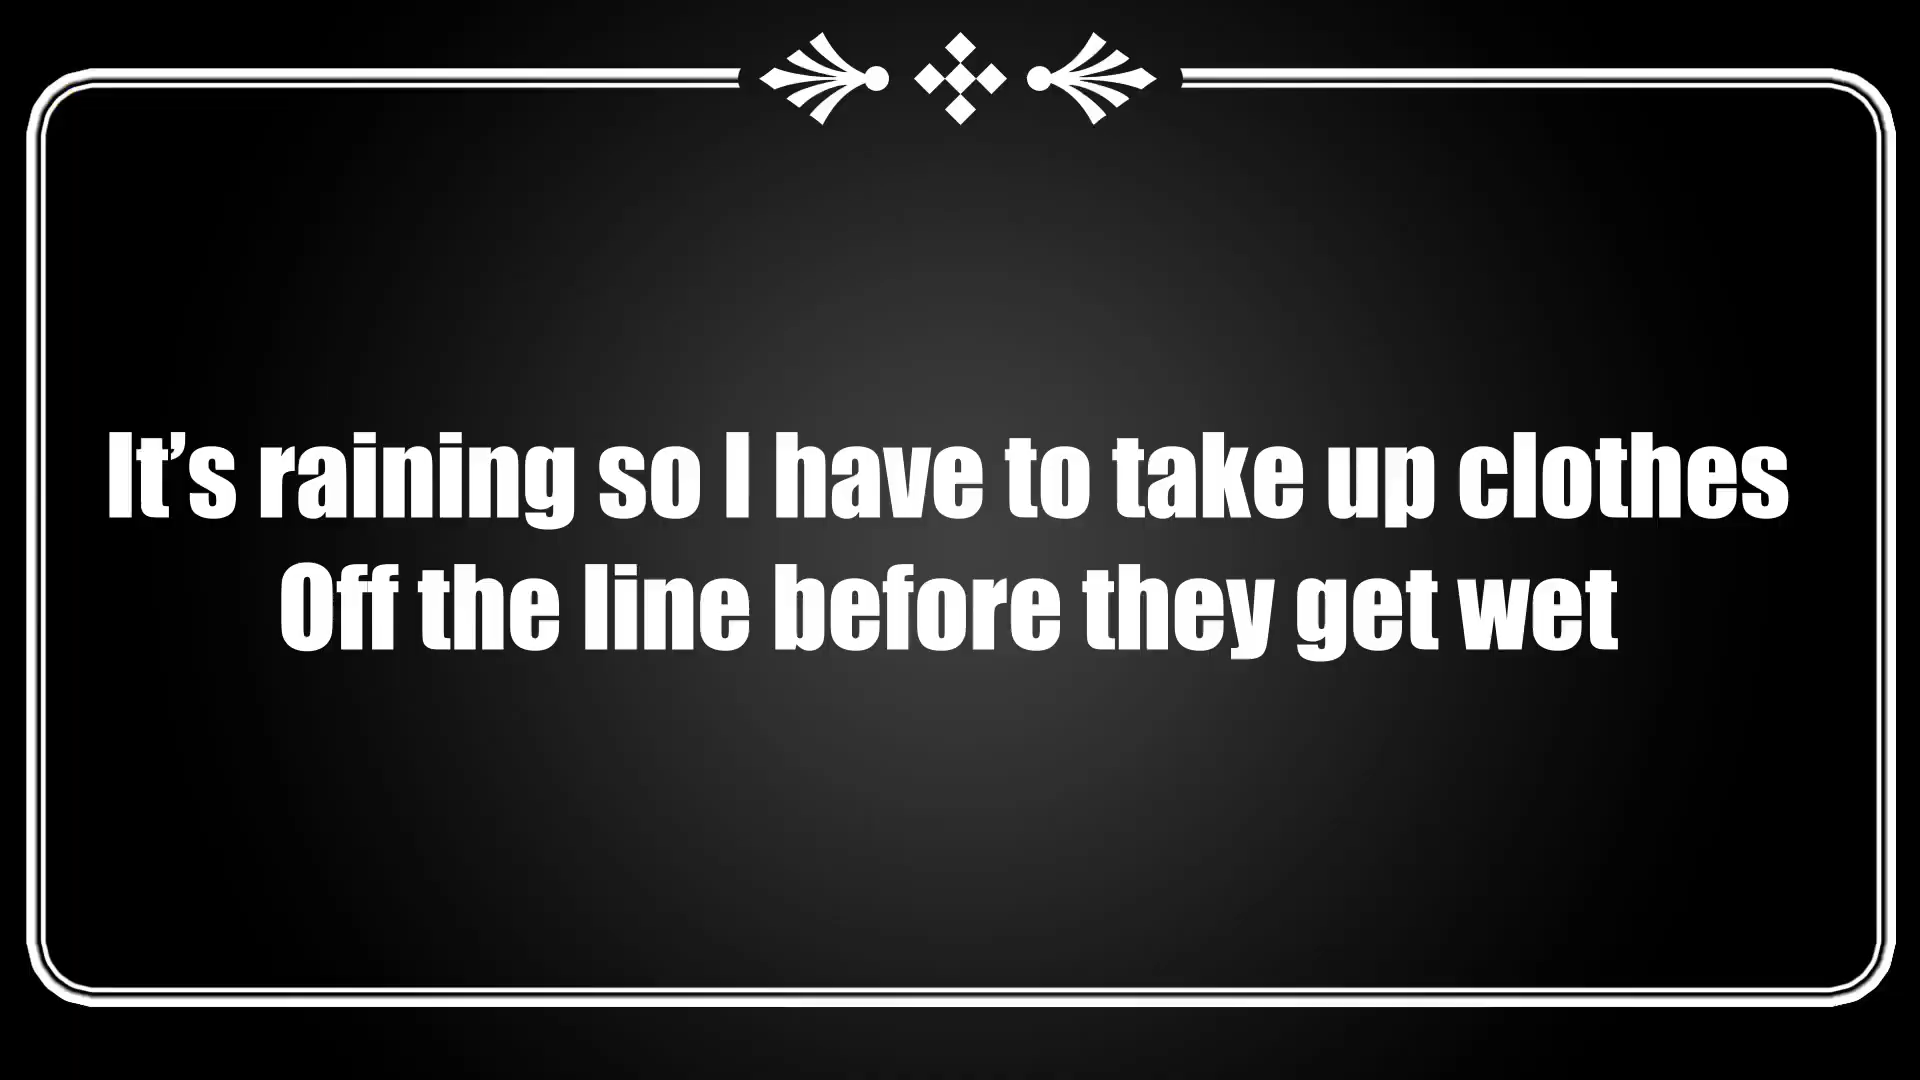 It’s raining so I have to take up clothes
Off the line before they get wet